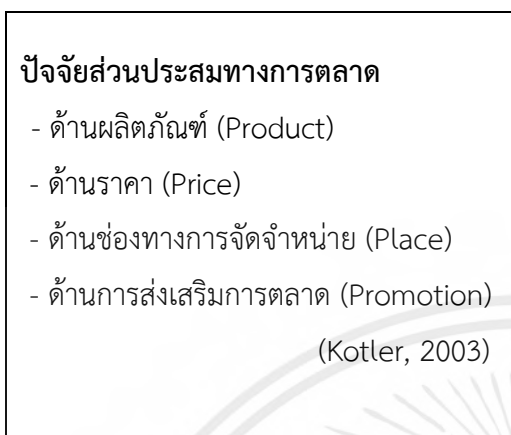 ปัจจัยส่วนประสมทางการตลาด
- ด้านผลิตภัณฑ์ (Product)
- ด้านราคา (Price)
- ด้านช่องทางการจัดจำหน่าย (Place)
- ด้านการส่งเสริมการตลาด (Promotion)
(Kotler, 2003)